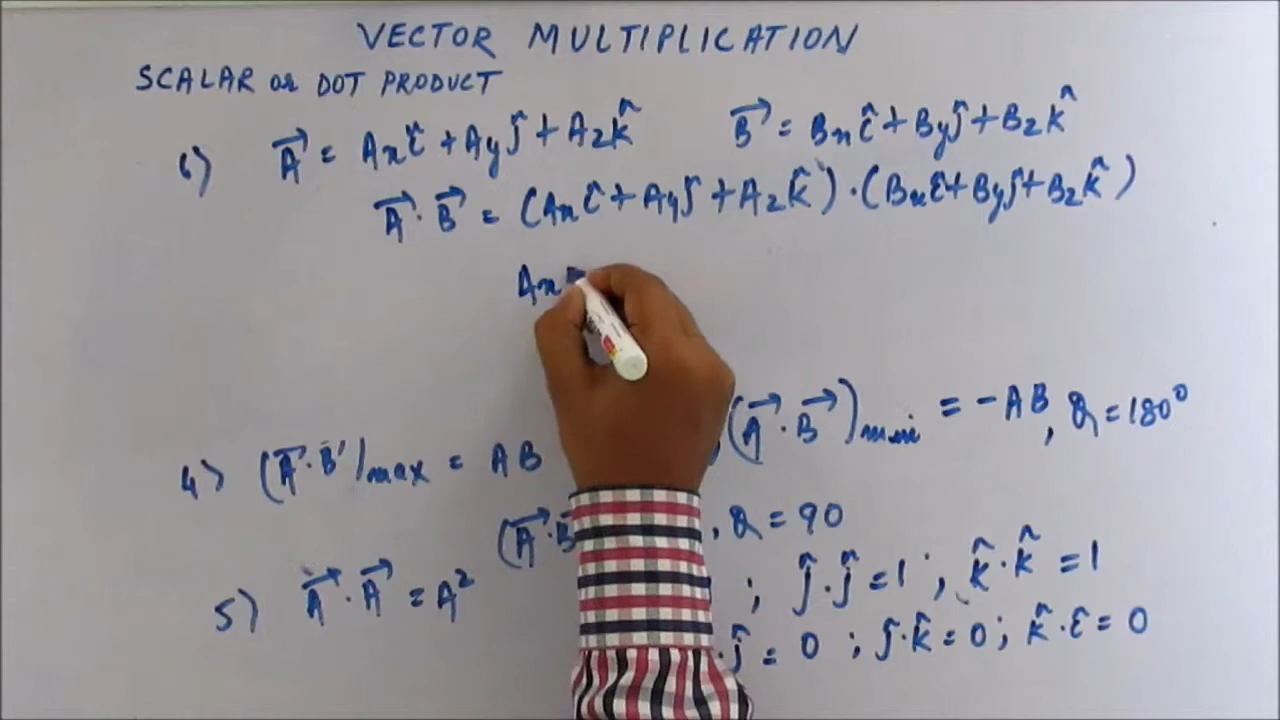 VECTOR MULTIPLICATION
SCALAR or DOT PRODUCT
6) A⃗ = Axî + Ayĵ + Azk̂ B⃗ = Bxî + Byĵ + Bzk̂
A⃗ · B⃗ = (Axî + Ayĵ + Azk̂) · (Bxî + Byĵ + Bzk̂)
Ax
4) (A⃗ · B⃗)max = AB (A⃗ · B⃗)mini = -AB, θ = 180°
(A⃗ · B , θ = 90
5) A⃗ · A⃗ = A² ; ĵ · ĵ = 1 , k̂ · k̂ = 1
· ĵ = 0 ; ĵ · k̂ = 0 ; k̂ · î = 0